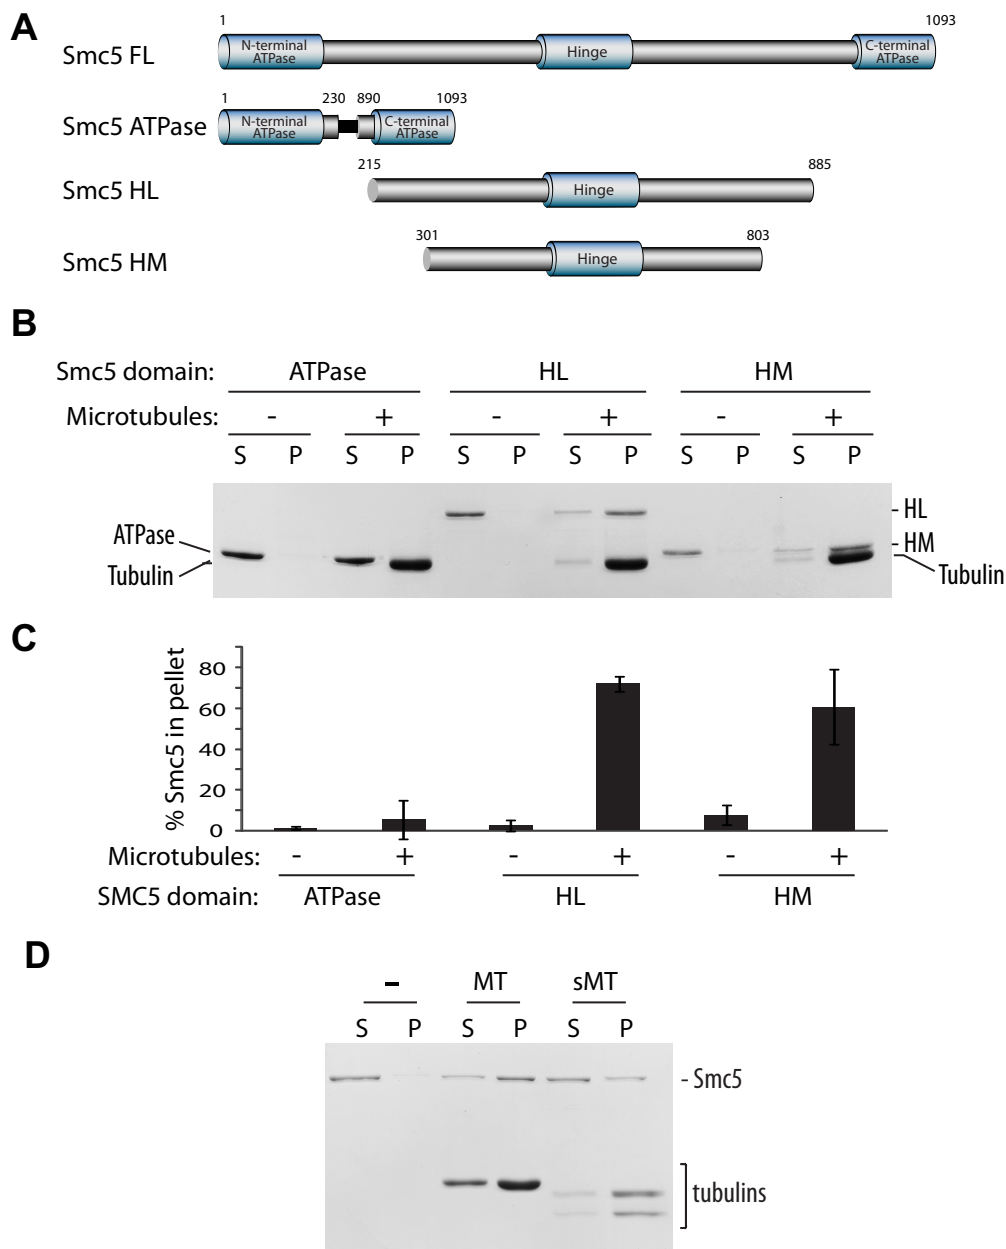 A
1 1093
Smc5 FL N-terminal ATPase Hinge C-terminal ATPase
1 230 890 1093
Smc5 ATPase N-terminal ATPase C-terminal ATPase
215 885
Smc5 HL Hinge
301 803
Smc5 HM Hinge
B
Smc5 domain: ATPase HL HM
Microtubules: - + - + - +
S P S P S P S P S P S P
ATPase
Tubulin
- HL
- HM
Tubulin
C
% Smc5 in pellet
80
60
40
20
0
Microtubules: - + - + - +
SMC5 domain: ATPase HL HM
D
- MT sMT
S P S P S P
- Smc5
tubulins